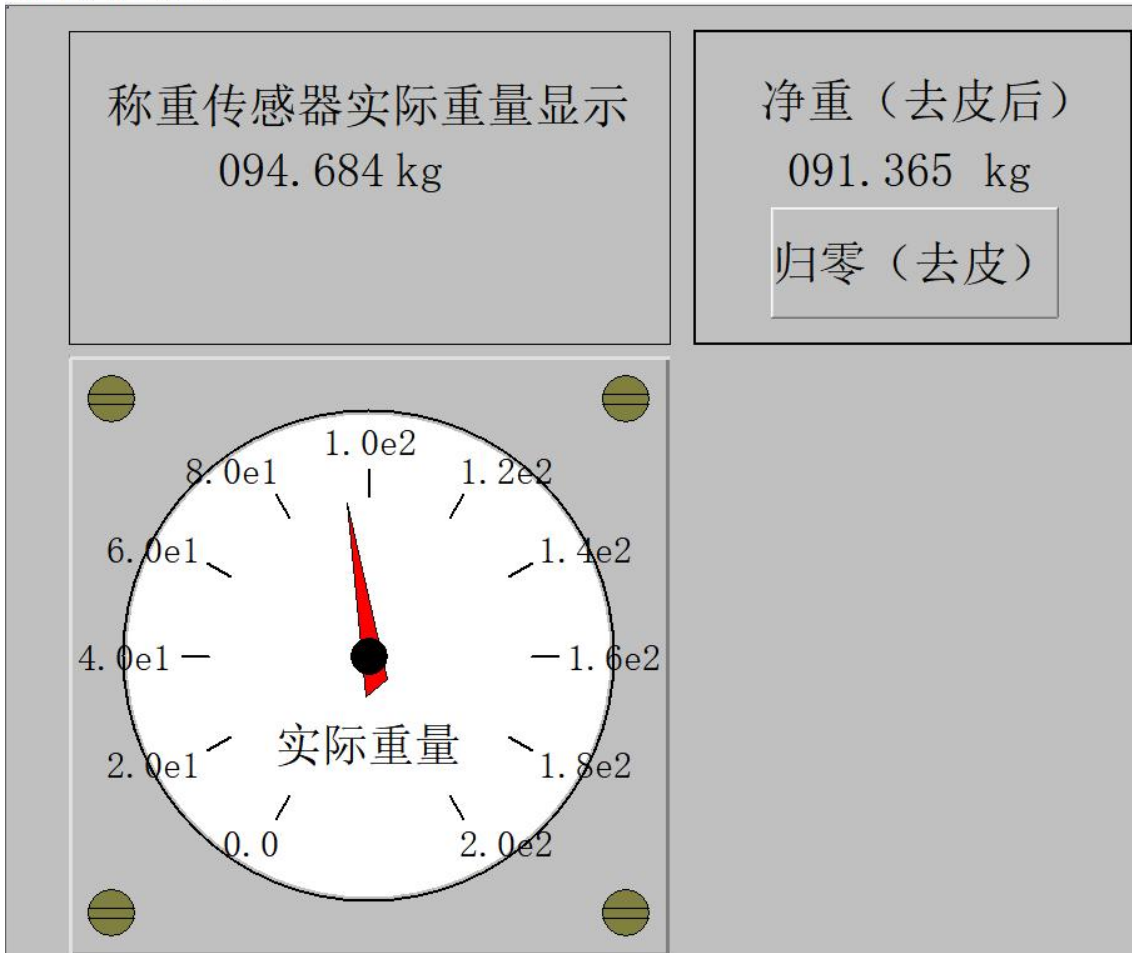 称重传感器实际重量显示
094.684 kg
净重（去皮后）
091.365 kg
归零（去皮）
1.0e2
8.0e1
1.2e2
6.0e1
1.4e2
4.0e1
1.6e2
实际重量
2.0e1
1.8e2
0.0
2.0e2